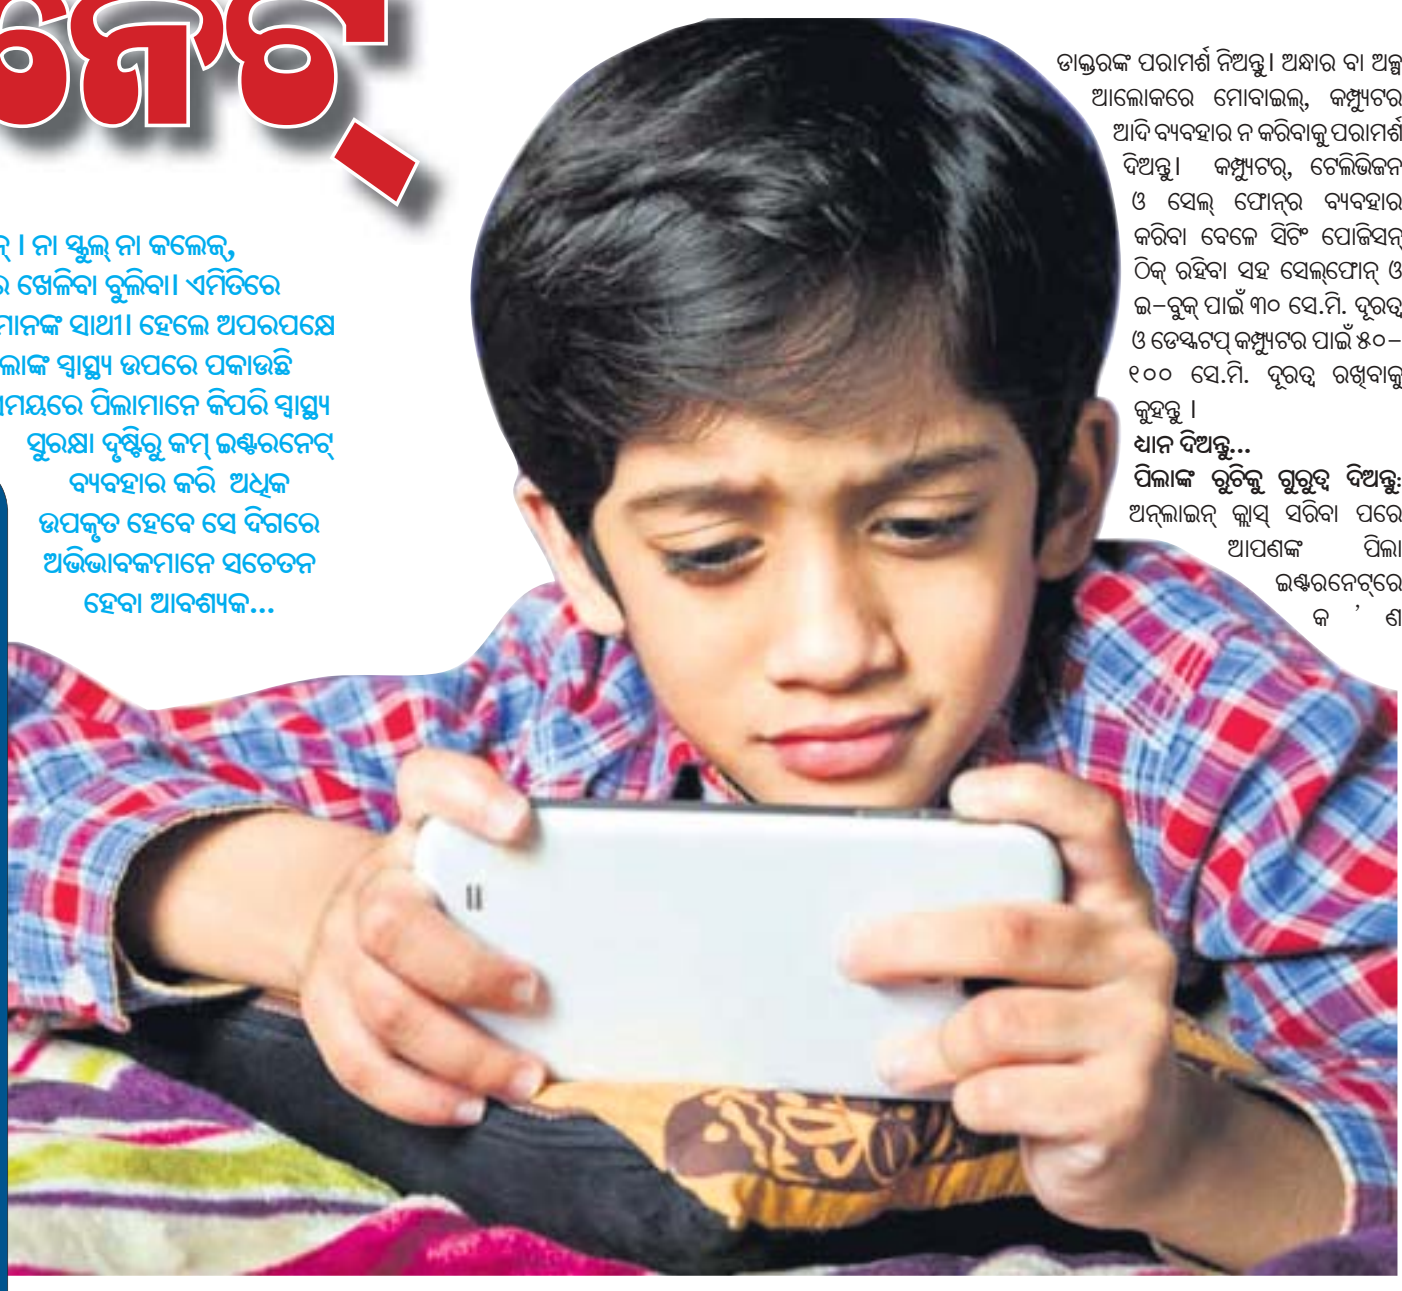 ନେଟ୍
। ନା ସ୍କୁଲ୍ ନା କଲେଜ୍,
ଖେଳିବା ବୁଲିବା। ଏମିତିରେ
ସାଥୀ। ହେଲେ ଅପରପକ୍ଷେ
ସ୍ୱାସ୍ଥ୍ୟ ଉପରେ ପକାଉଛି
ପିଲାମାନେ କିପରି ସ୍ୱାସ୍ଥ୍ୟ
ସୁରକ୍ଷା ଦୃଷ୍ଟିରୁ କମ୍ ଇଣ୍ଟରନେଟ୍
ବ୍ୟବହାର କରି ଅଧିକ
ଉପକୃତ ହେବେ ସେ ଦିଗରେ
ଅଭିଭାବକମାନେ ସଚେତନ
ହେବା ଆବଶ୍ୟକ...
ଡାକ୍ତରଙ୍କ ପରାମର୍ଶ ନିଅନ୍ତୁ। ଅନ୍ଧାର ବା ଅଳ୍ପ
ଆଲୋକରେ ମୋବାଇଲ୍, କମ୍ପ୍ୟୁଟର
ଆଦି ବ୍ୟବହାର ନ କରିବାକୁ ପରାମର୍ଶ
ଦିଅନ୍ତୁ। କମ୍ପ୍ୟୁଟର୍, ଟେଲିଭିଜନ
ଓ ସେଲ୍ ଫୋନ୍‌ର ବ୍ୟବହାର
କରିବା ବେଳେ ସିଟିଂ ପୋଜିସନ୍
ଠିକ୍ ରହିବା ସହ ସେଲ୍‌ଫୋନ୍ ଓ
ଇ–ବୁକ୍ ପାଇଁ ୩୦ ସେ.ମି. ଦୂରତ୍ୱ
ଓ ଡେସ୍କଟପ୍ କମ୍ପ୍ୟୁଟର ପାଇଁ ୫୦–
୧୦୦ ସେ.ମି. ଦୂରତ୍ୱ ରଖିବାକୁ
କୁହନ୍ତୁ ।
ଧ୍ୟାନ ଦିଅନ୍ତୁ...
ପିଲାଙ୍କ ରୁଚିକୁ ଗୁରୁତ୍ୱ ଦିଅନ୍ତୁ:
ଅନ୍‌ଲାଇନ୍ କ୍ଲାସ୍ ସରିବା ପରେ
ଆପଣଙ୍କ ପିଲା
ଇଣ୍ଟରନେଟ୍‌ରେ
କ'ଣ